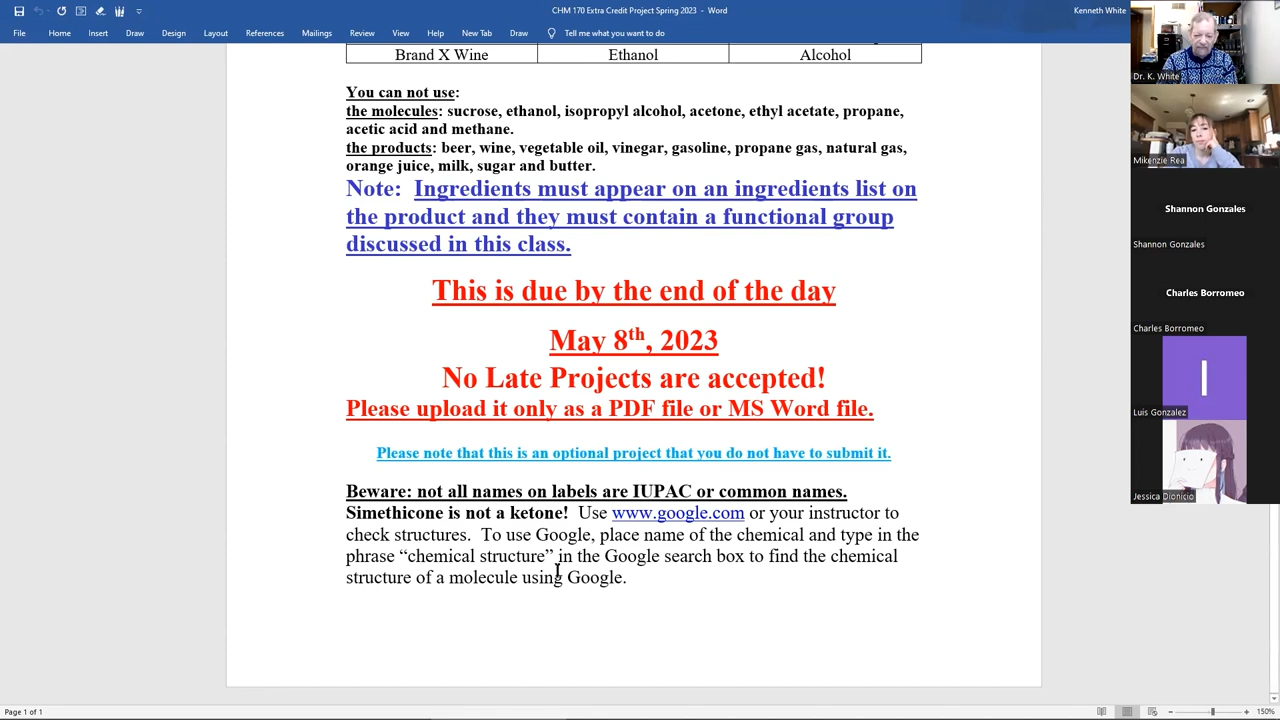 CHM 170 Extra Credit Project Spring 2023 - Word
Kenneth White
File Home Insert Draw Design Layout References Mailings Review View Help New Tab Draw Tell me what you want to do
Brand X Wine Ethanol Alcohol
You can not use:
the molecules: sucrose, ethanol, isopropyl alcohol, acetone, ethyl acetate, propane,
acetic acid and methane.
the products: beer, wine, vegetable oil, vinegar, gasoline, propane gas, natural gas,
orange juice, milk, sugar and butter.
Note: Ingredients must appear on an ingredients list on
the product and they must contain a functional group
discussed in this class.
This is due by the end of the day
May 8th, 2023
No Late Projects are accepted!
Please upload it only as a PDF file or MS Word file.
Please note that this is an optional project that you do not have to submit it.
Beware: not all names on labels are IUPAC or common names.
Simethicone is not a ketone! Use www.google.com or your instructor to
check structures. To use Google, place name of the chemical and type in the
phrase “chemical structure” in the Google search box to find the chemical
structure of a molecule using Google.
Page 1 of 1
150%
Dr. K. White
Mikenzie Rea
Shannon Gonzales
Shannon Gonzales
Charles Borromeo
Charles Borromeo
l
Luis Gonzalez
Jessica Dionicio